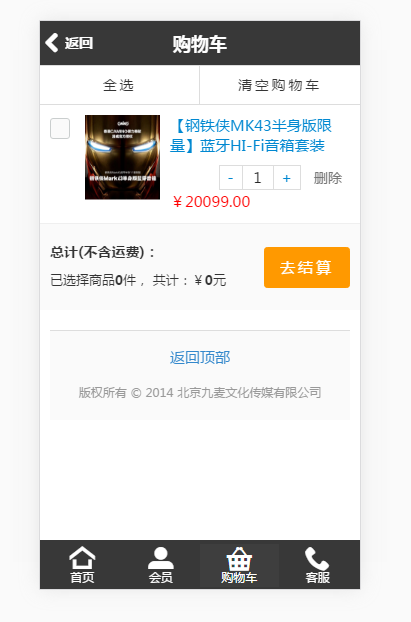 返回
购物车
全选
清空购物车
【钢铁侠MK43半身版限
量】蓝牙HI-Fi音箱套装
- 1 + 删除
￥20099.00
总计(不含运费)：
已选择商品0件， 共计：￥0元
去结算
返回顶部
版权所有 © 2014 北京九麦文化传媒有限公司
首页
会员
购物车
客服